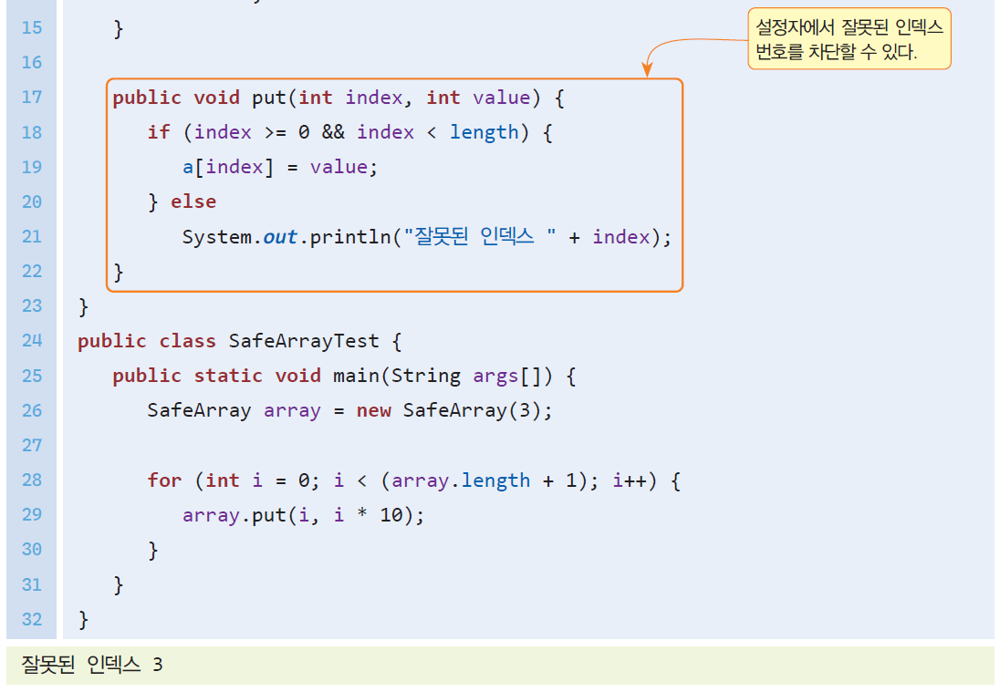 설정자에서 잘못된 인덱스
번호를 차단할 수 있다.
15 }
16
17 public void put(int index, int value) {
18 if (index >= 0 && index < length) {
19 a[index] = value;
20 } else
21 System.out.println("잘못된 인덱스 " + index);
22 }
23 }
24 public class SafeArrayTest {
25 public static void main(String args[]) {
26 SafeArray array = new SafeArray(3);
27
28 for (int i = 0; i < (array.length + 1); i++) {
29 array.put(i, i * 10);
30 }
31 }
32 }
잘못된 인덱스 3